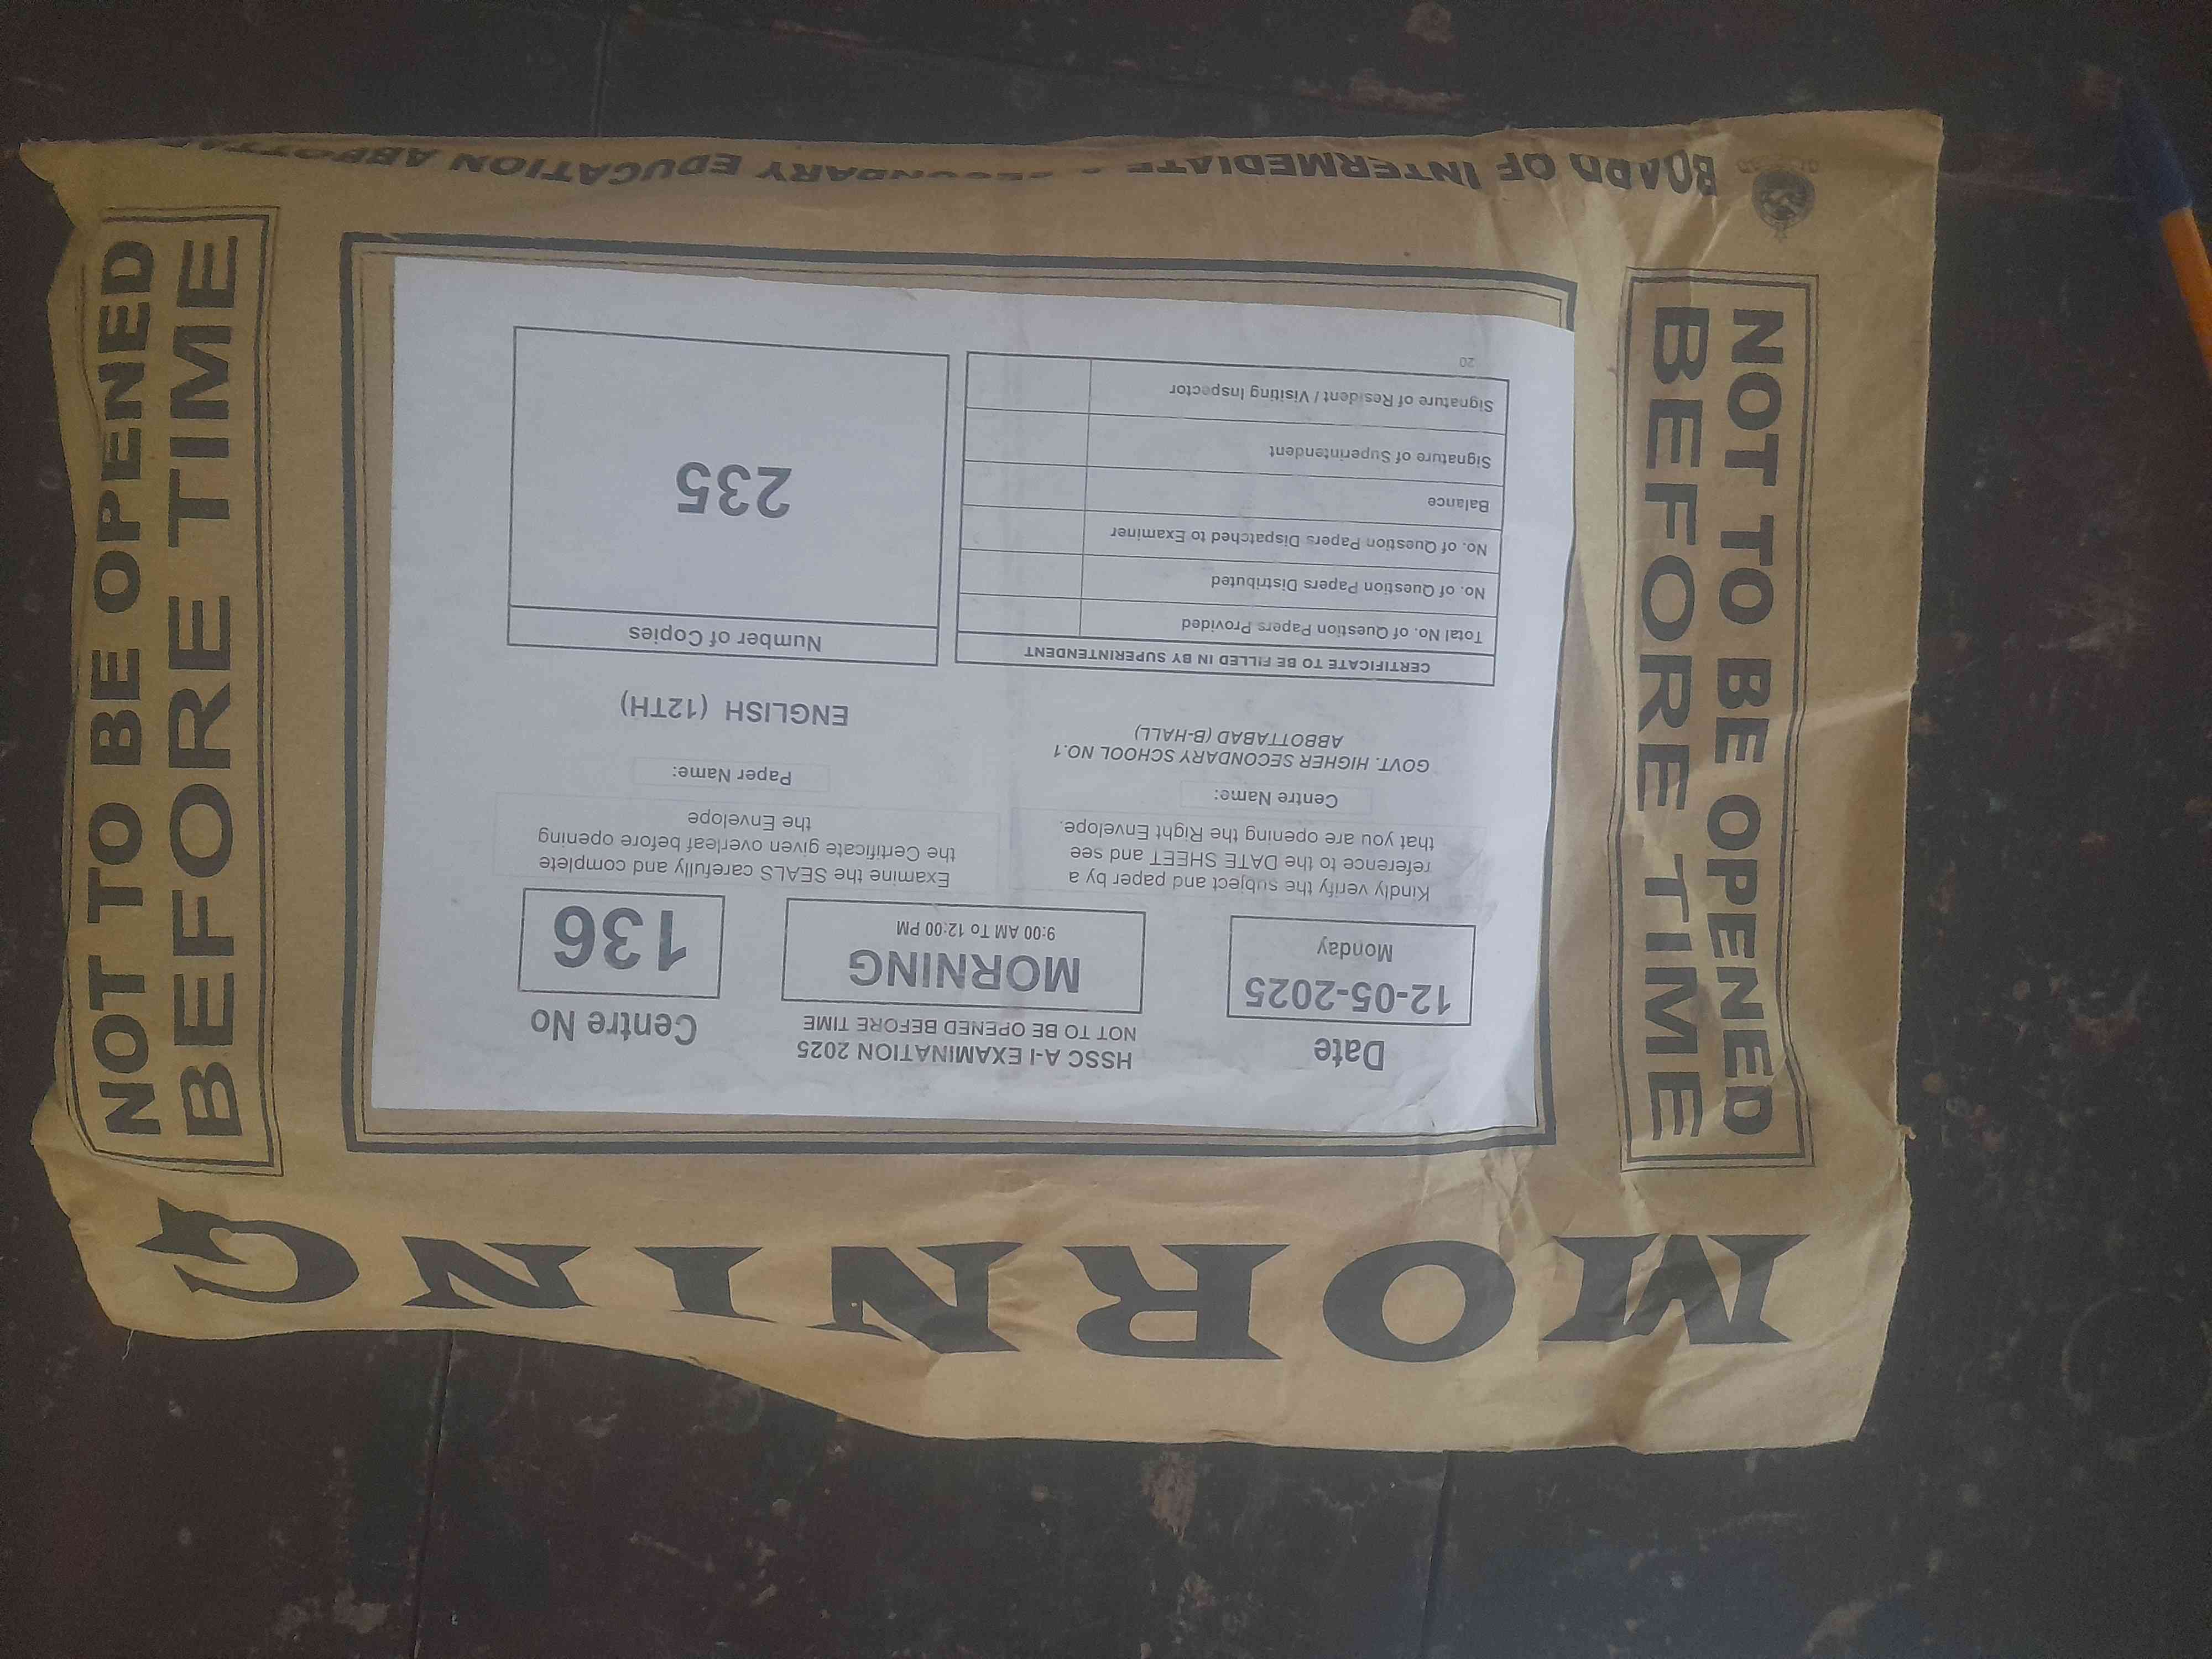 MORNING
NOT TO BE OPENED
BEFORE TIME
HSSC A-I EXAMINATION 2025
NOT TO BE OPENED BEFORE TIME
Date
12-05-2025
Monday
MORNING
9:00 AM To 12:00 PM
Centre No
136
Kindly verify the subject and paper by a
reference to the DATE SHEET and see
that you are opening the Right Envelope.
Examine the SEALS carefully and complete
the Certificate given overleaf before opening
the Envelope
Centre Name:
GOVT. HIGHER SECONDARY SCHOOL NO.1
ABBOTTABAD (B-HALL)
Paper Name:
ENGLISH (12TH)
CERTIFICATE TO BE FILLED IN BY SUPERINTENDENT
Total No. of Question Papers Provided
No. of Question Papers Distributed
No. of Question Papers Dispatched to Examiner
Balance
Signature of Superintendent
Signature of Resident / Visiting Inspector
20
Number of Copies
235
NOT TO BE OPENED
BEFORE TIME
BOARD OF INTERMEDIATE & SECONDARY EDUCATION